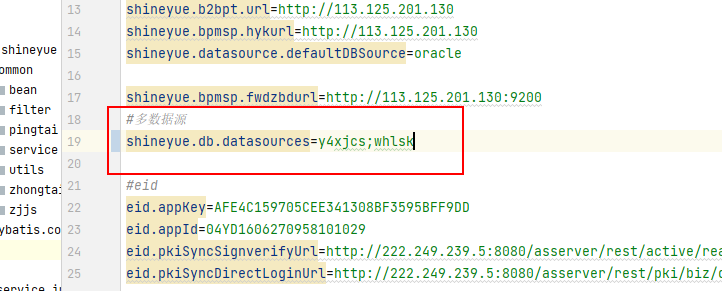 13 shineyue.b2bpt.url=http://113.125.201.130
14 shineyue.bpmsp.hykurl=http://113.125.201.130
15 shineyue.datasource.defaultDBSource=oracle
16
17 shineyue.bpmsp.fwdzbdurl=http://113.125.201.130:9200
18 #多数据源
19 shineyue.db.datasources=y4xjcs;whlsk
20
21 #eid
22 eid.appKey=AFE4C159705CEE341308BF3595BFF9DD
23 eid.appId=04YD1606270958101029
24 eid.pkiSyncSignverifyUrl=http://222.249.239.5:8080/asserver/rest/active/rea
25 eid.pkiSyncDirectLoginUrl=http://222.249.239.5:8080/asserver/rest/pki/biz/
shineyue
ommon
bean
filter
pingtai
service
utils
zhongtai
zjjs
ybatis.co
service.i